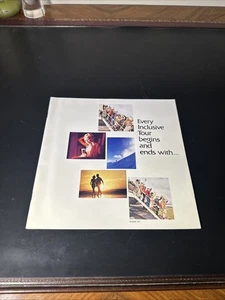 Every
Inclusive
Tour
begins
and
ends with...